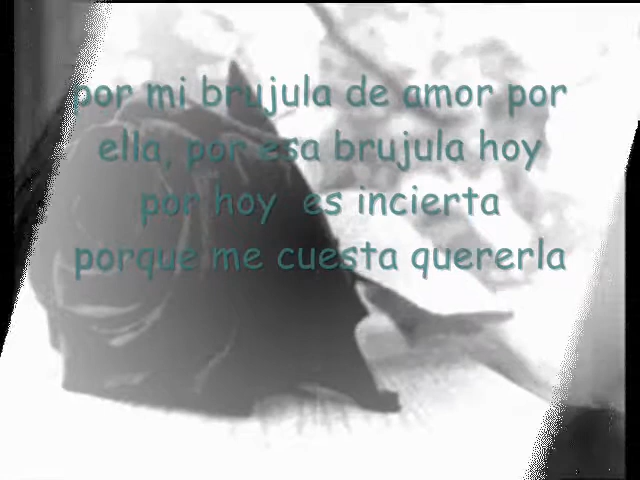 por mi brujula de amor por
ella, por esa brujula hoy
por hoy es incierta
porque me cuesta quererla